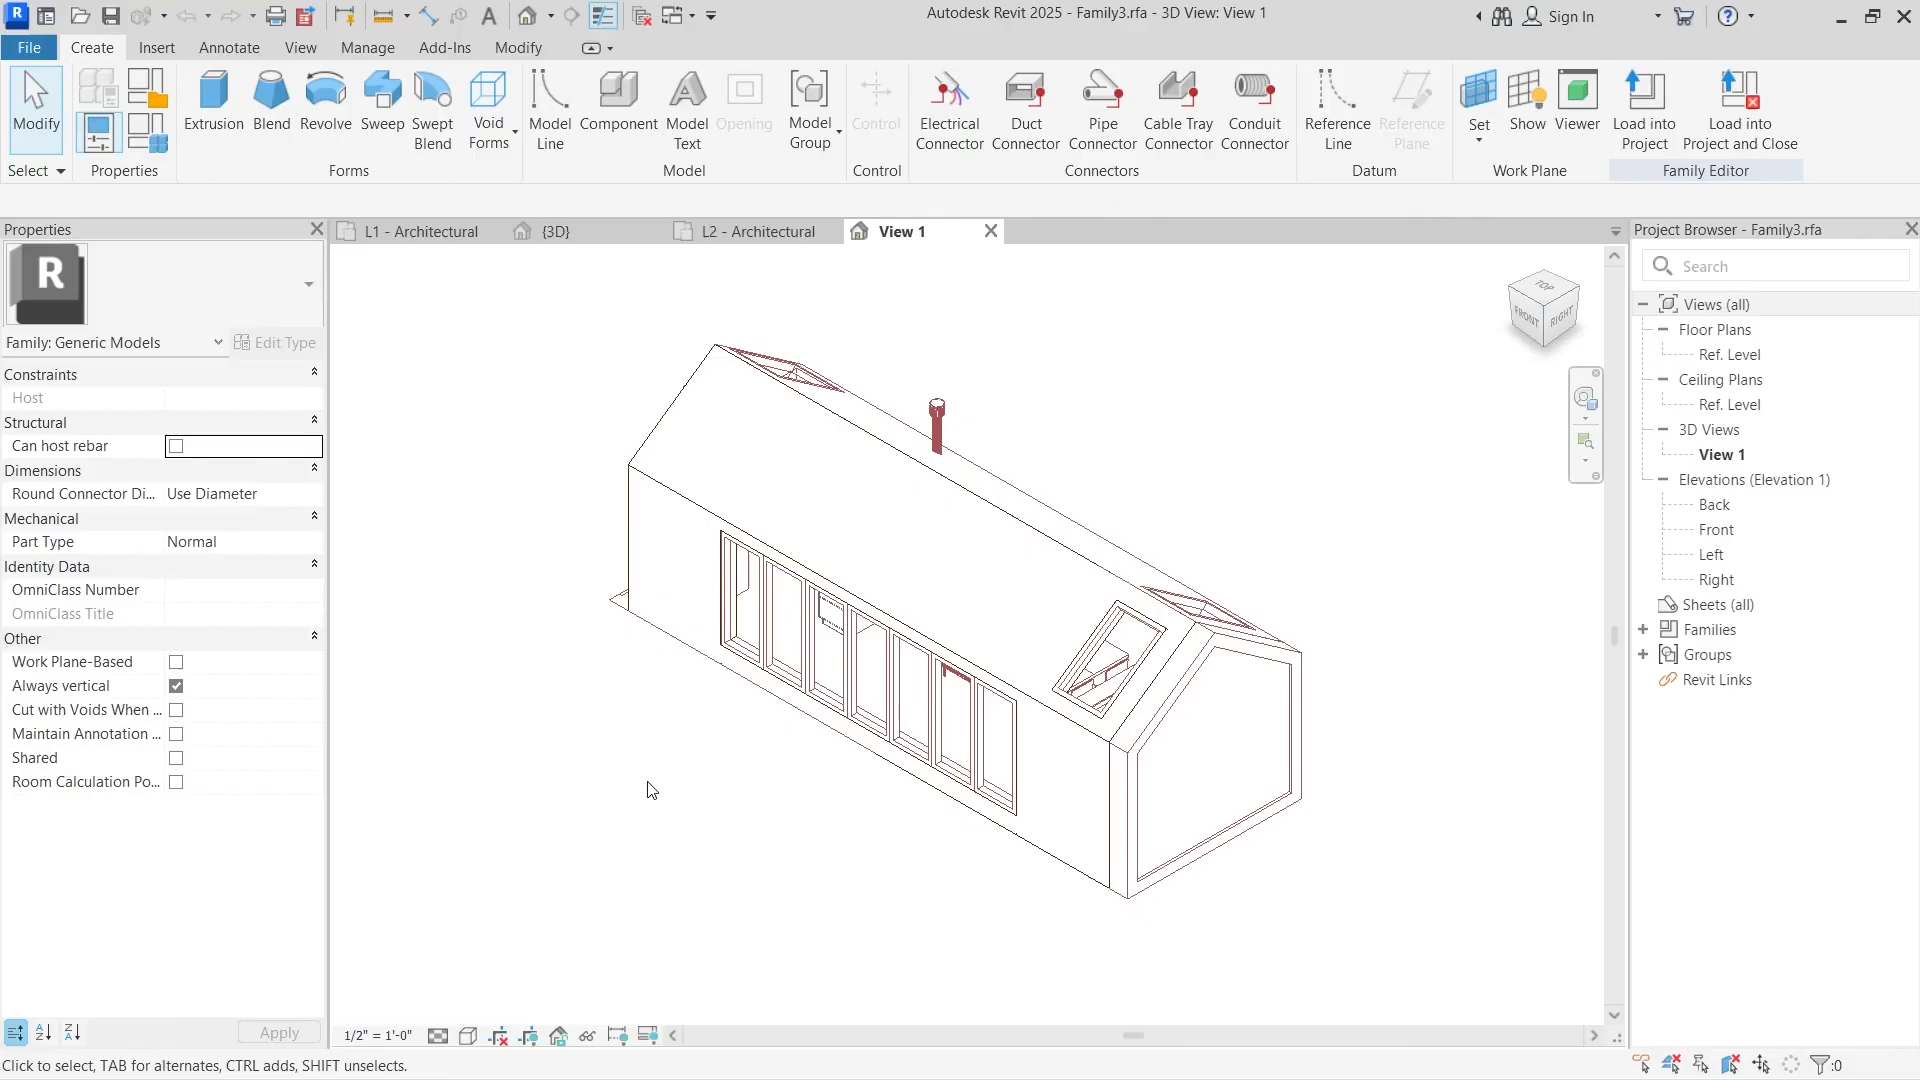 Autodesk Revit 2025 - Family3.rfa - 3D View: View 1
Sign In
File
Create
Insert
Annotate
View
Manage
Add-Ins
Modify
Modify
Extrusion
Blend
Revolve
Sweep
Swept
Blend
Void
Forms
Model
Line
Component
Model
Text
Opening
Model
Group
Control
Electrical
Connector
Duct
Connector
Pipe
Connector
Cable Tray
Connector
Conduit
Connector
Reference
Line
Reference
Plane
Set
Show
Viewer
Load into
Project
Load into
Project and Close
Select
Properties
Forms
Model
Control
Connectors
Datum
Work Plane
Family Editor
Properties
L1 - Architectural
{3D}
L2 - Architectural
View 1
Project Browser - Family3.rfa
R
Family: Generic Models
Edit Type
Constraints
Host
Structural
Can host rebar
Dimensions
Round Connector Di... Use Diameter
Mechanical
Part Type Normal
Identity Data
OmniClass Number
OmniClass Title
Other
Work Plane-Based
Always vertical
Cut with Voids When ...
Maintain Annotation ...
Shared
Room Calculation Po...
Apply
TOP
FRONT
RIGHT
Search
Views (all)
Floor Plans
Ref. Level
Ceiling Plans
Ref. Level
3D Views
View 1
Elevations (Elevation 1)
Back
Front
Left
Right
Sheets (all)
Families
Groups
Revit Links
1/2" = 1'-0"
Click to select, TAB for alternates, CTRL adds, SHIFT unselects.
:0